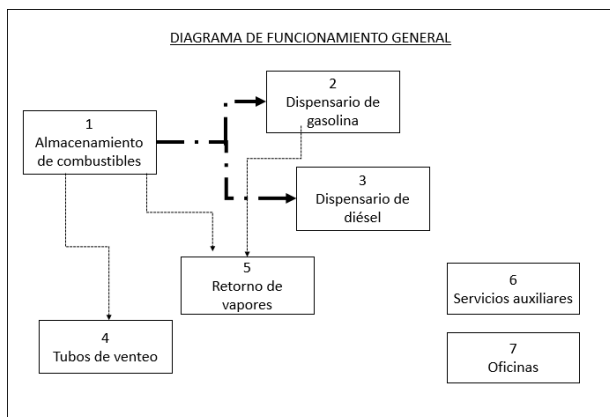 DIAGRAMA DE FUNCIONAMIENTO GENERAL
1
Almacenamiento
de combustibles
2
Dispensario de
gasolina
3
Dispensario de
diésel
5
Retorno de
vapores
4
Tubos de venteo
6
Servicios auxiliares
7
Oficinas